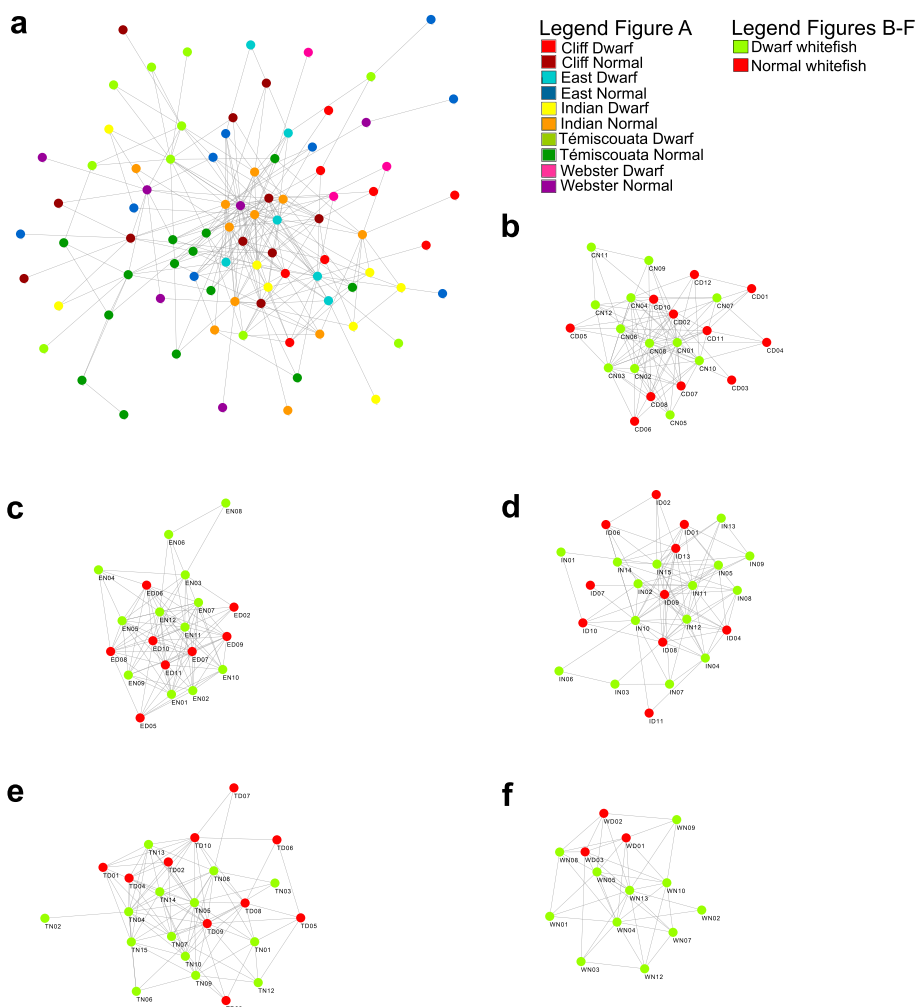 a
Legend Figure A
Cliff Dwarf
Cliff Normal
East Dwarf
East Normal
Indian Dwarf
Indian Normal
Témiscouata Dwarf
Témiscouata Normal
Webster Dwarf
Webster Normal
Legend Figures B-F
Dwarf whitefish
Normal whitefish
b
CN11
CN09
CD12
CD01
CN04
CD10
CN07
CN12
CD02
CD05
CN06
CD11
CN08
CN01
CD04
CN03
CN02
CN10
CD03
CD07
CD08
CN05
CD06
c
EN08
EN06
EN04
EN03
ED06
EN07
ED02
EN12
EN05
EN11
ED10
ED09
ED08
ED07
ED11
EN09
EN10
EN01
EN02
ED05
d
ID02
ID06
ID01
IN13
ID13
IN01
IN14
IN15
IN05
IN09
ID07
IN02
IN11
IN08
ID09
ID10
IN10
IN12
ID04
ID08
IN04
IN06
IN03
IN07
ID11
e
TD07
TD10
TD06
TN13
TD01
TD02
TD04
TN08
TN03
TN14
TN04
TN05
TD08
TN02
TD09
TD05
TN15
TN07
TN01
TN10
TN09
TN12
TN06
f
WD02
WN09
WD01
WN08
WD03
WN05
WN10
WN13
WN01
WN04
WN02
WN07
WN03
WN12